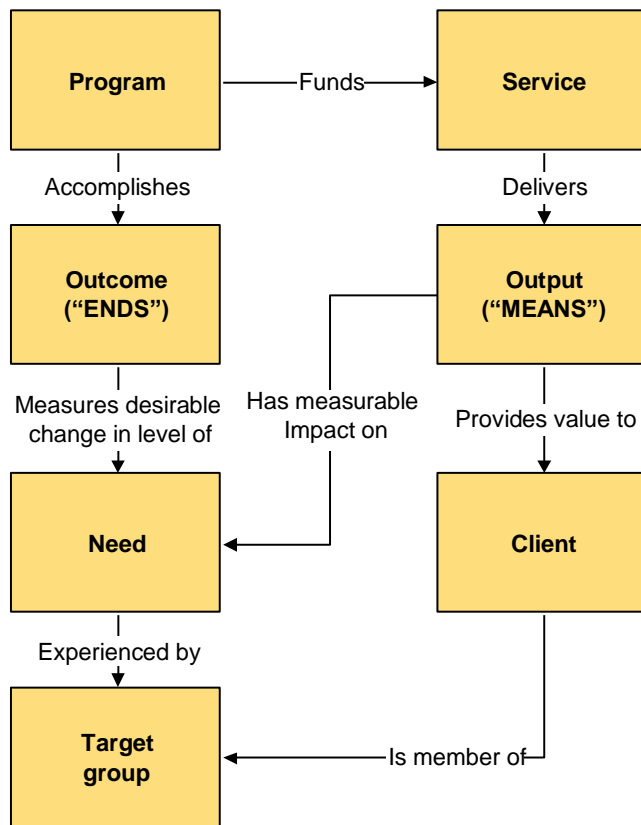 Program
Funds
Service
Accomplishes
Delivers
Outcome
(“ENDS”)
Output
(“MEANS”)
Measures desirable
change in level of
Has measurable
Impact on
Provides value to
Need
Client
Experienced by
Target
group
Is member of